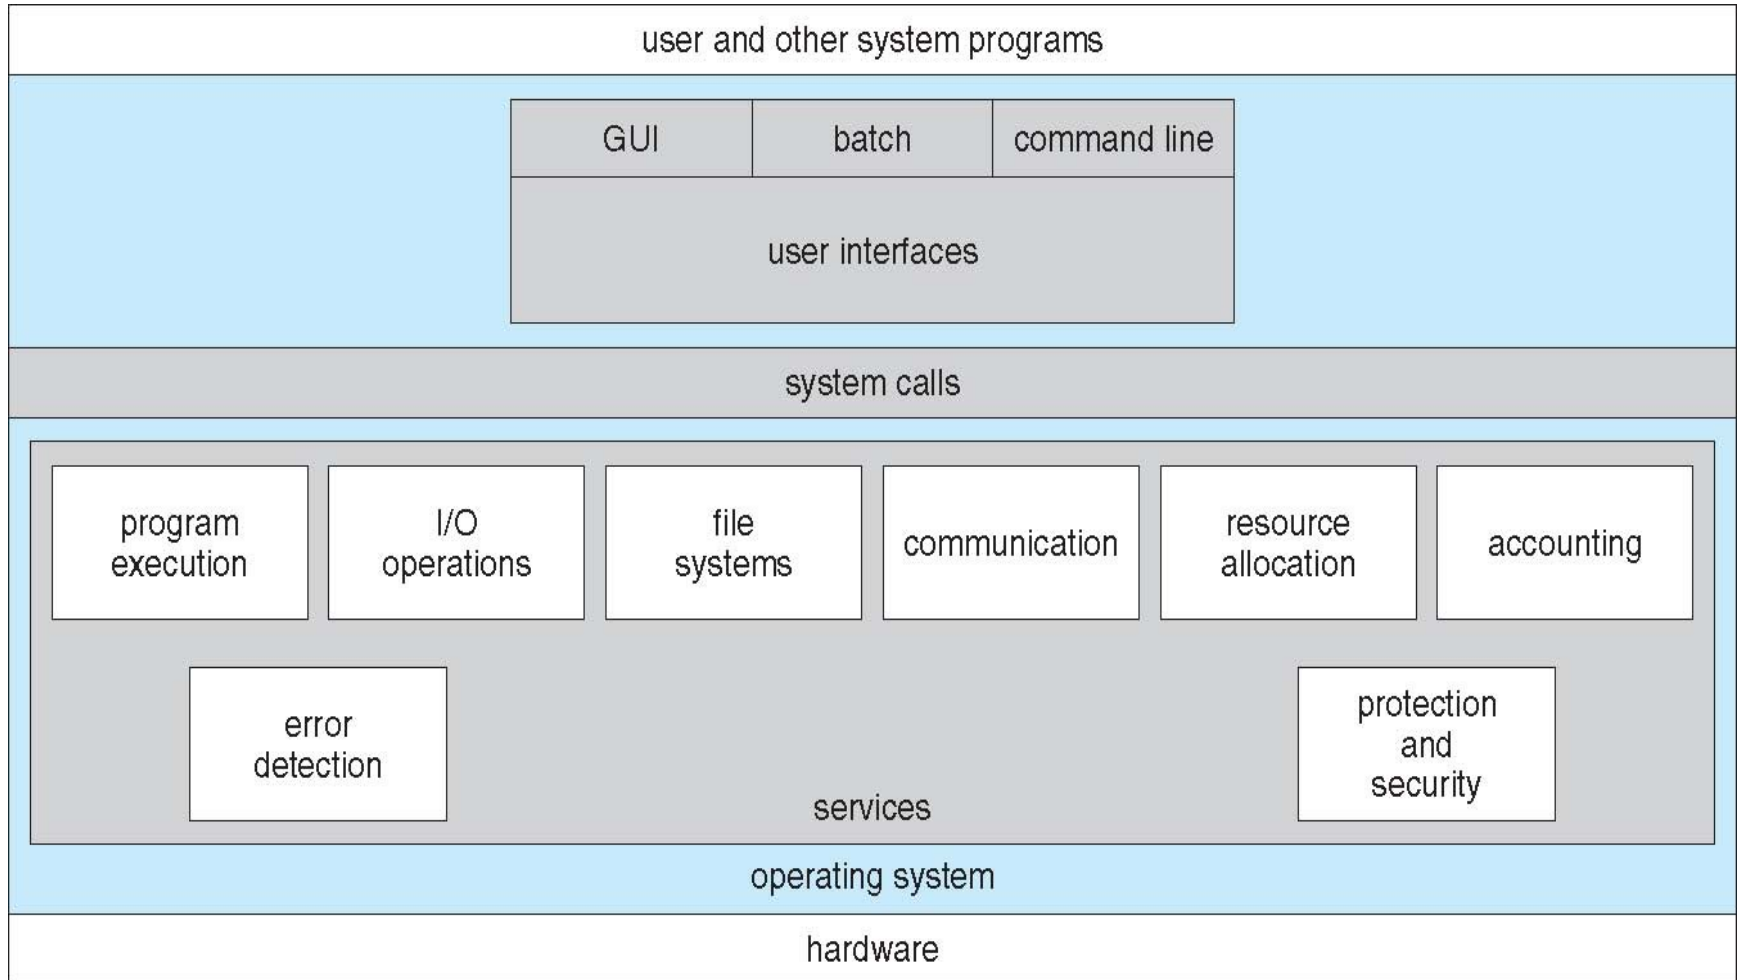 user and other system programs
GUI
batch
command line
user interfaces
system calls
program
execution
I/O
operations
file
systems
communication
resource
allocation
accounting
error
detection
protection
and
security
services
operating system
hardware